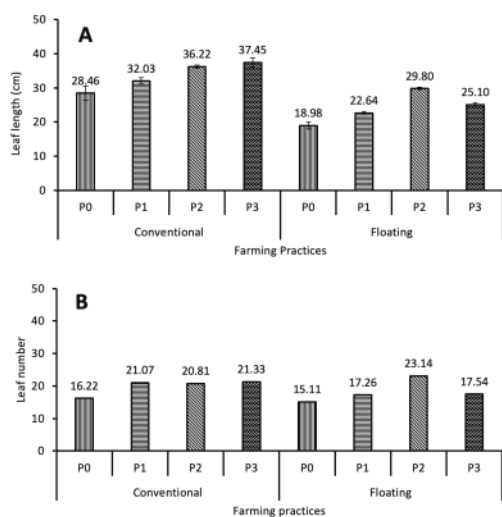 A
Leaf length (cm)
50
40
30
20
10
0
28.46
32.03
36.22
37.45
18.98
22.64
29.80
25.10
P0 P1 P2 P3 P0 P1 P2 P3
Conventional Floating
Farming Practices
B
Leaf number
50
40
30
20
10
0
16.22
21.07
20.81
21.33
15.11
17.26
23.14
17.54
P0 P1 P2 P3 P0 P1 P2 P3
Conventional Floating
Farming practices